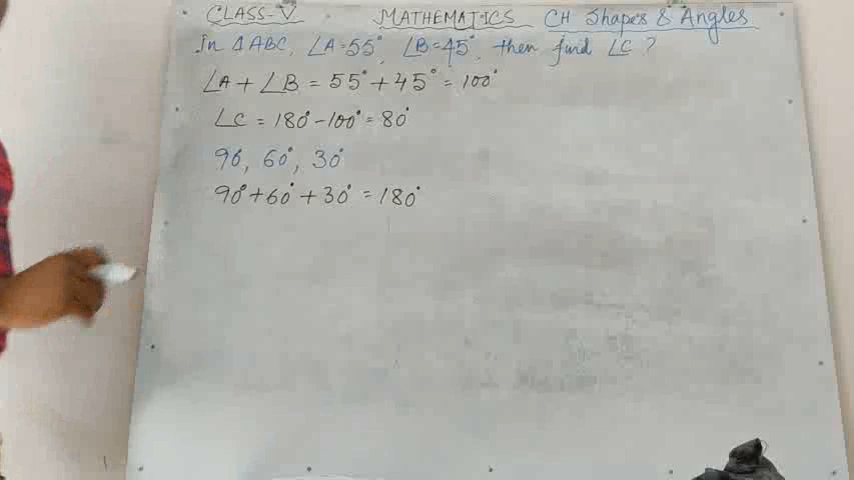 CLASS-V MATHEMATICS CH Shapes & Angles
In ΔABC, ∠A=55°, ∠B=45°, then find ∠C ?
∠A + ∠B = 55° + 45° = 100°
∠C = 180° - 100° = 80°
90°, 60°, 30°
90° + 60° + 30° = 180°